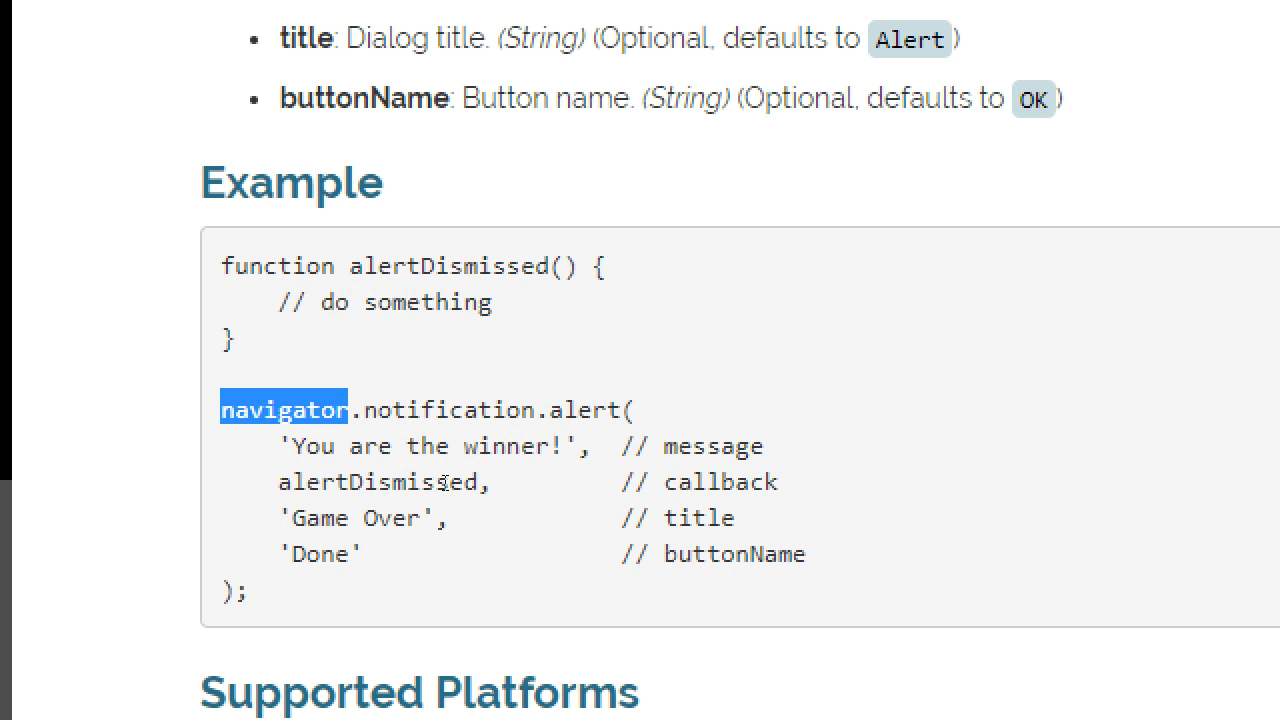 • title: Dialog title. (String) (Optional, defaults to Alert)
• buttonName: Button name. (String) (Optional, defaults to OK)
Example
function alertDismissed() {
    // do something
}
navigator.notification.alert(
    'You are the winner!',  // message
    alertDismissed,         // callback
    'Game Over',            // title
    'Done'                  // buttonName
);
Supported Platforms